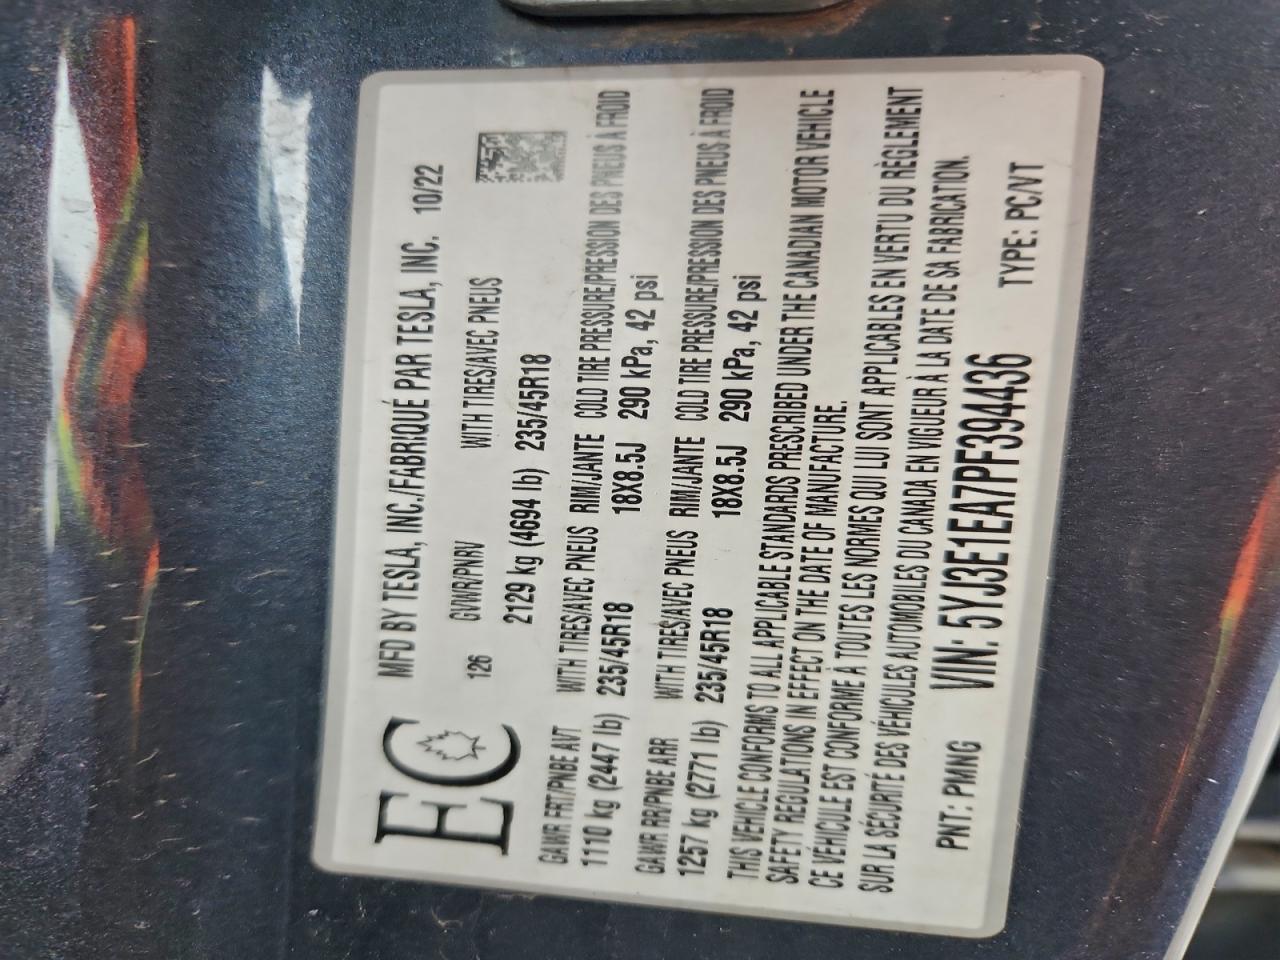 MFD BY TESLA, INC./FABRIQUÉ PAR TESLA, INC. 10/22
EC 126 GVWR/PNBV WITH TIRES/AVEC PNEUS
2129 kg (4694 lb) 235/45R18
GAWR FRT/PNBE AVT WITH TIRES/AVEC PNEUS RIM/JANTE COLD TIRE PRESSURE/PRESSION DES PNEUS À FROID
1110 kg (2447 lb) 235/45R18 18X8.5J 290 kPa, 42 psi
GAWR RR/PNBE ARR WITH TIRES/AVEC PNEUS RIM/JANTE COLD TIRE PRESSURE/PRESSION DES PNEUS À FROID
1257 kg (2771 lb) 235/45R18 18X8.5J 290 kPa, 42 psi
THIS VEHICLE CONFORMS TO ALL APPLICABLE STANDARDS PRESCRIBED UNDER THE CANADIAN MOTOR VEHICLE
SAFETY REGULATIONS IN EFFECT ON THE DATE OF MANUFACTURE.
CE VÉHICULE EST CONFORME À TOUTES LES NORMES QUI LUI SONT APPLICABLES EN VERTU DU RÈGLEMENT
SUR LA SÉCURITÉ DES VÉHICULES AUTOMOBILES DU CANADA EN VIGUEUR À LA DATE DE SA FABRICATION.
PNT: PMNG VIN: 5YJ3E1EA7PF394436 TYPE: PC/VT